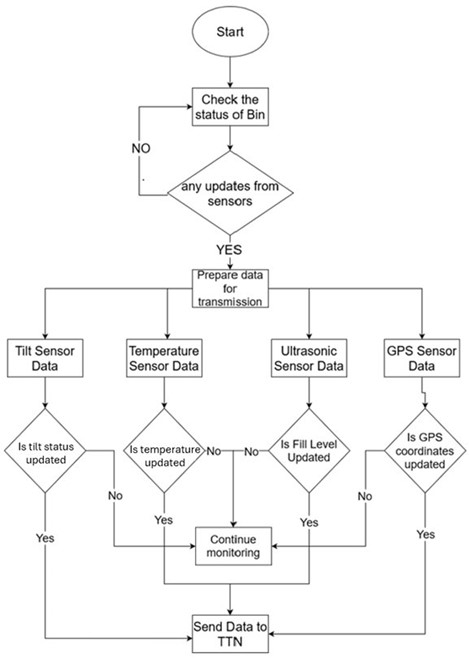 Start
Check the
status of Bin
NO
any updates from
sensors
YES
Prepare data
for
transmission
Tilt Sensor
Data
Temperature
Sensor Data
Ultrasonic
Sensor Data
GPS Sensor
Data
Is tilt status
updated
Is temperature
updated
No
No
Is Fill Level
Updated
Is GPS
coordinates
updated
No
No
Yes
Yes
Yes
Yes
Continue
monitoring
Send Data to
TTN